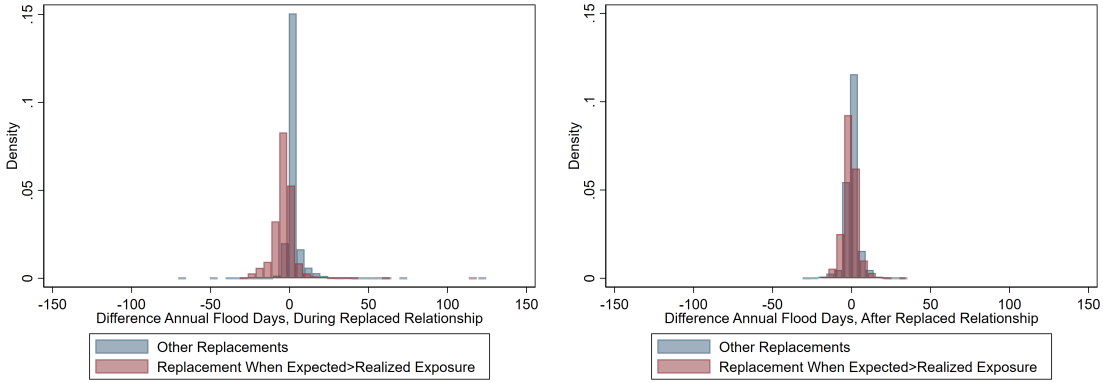 Density
.15
.1
.05
0
-150
-100
-50
0
50
100
150
Difference Annual Flood Days, During Replaced Relationship
Other Replacements
Replacement When Expected>Realized Exposure
Density
.15
.1
.05
0
-150
-100
-50
0
50
100
150
Difference Annual Flood Days, After Replaced Relationship
Other Replacements
Replacement When Expected>Realized Exposure